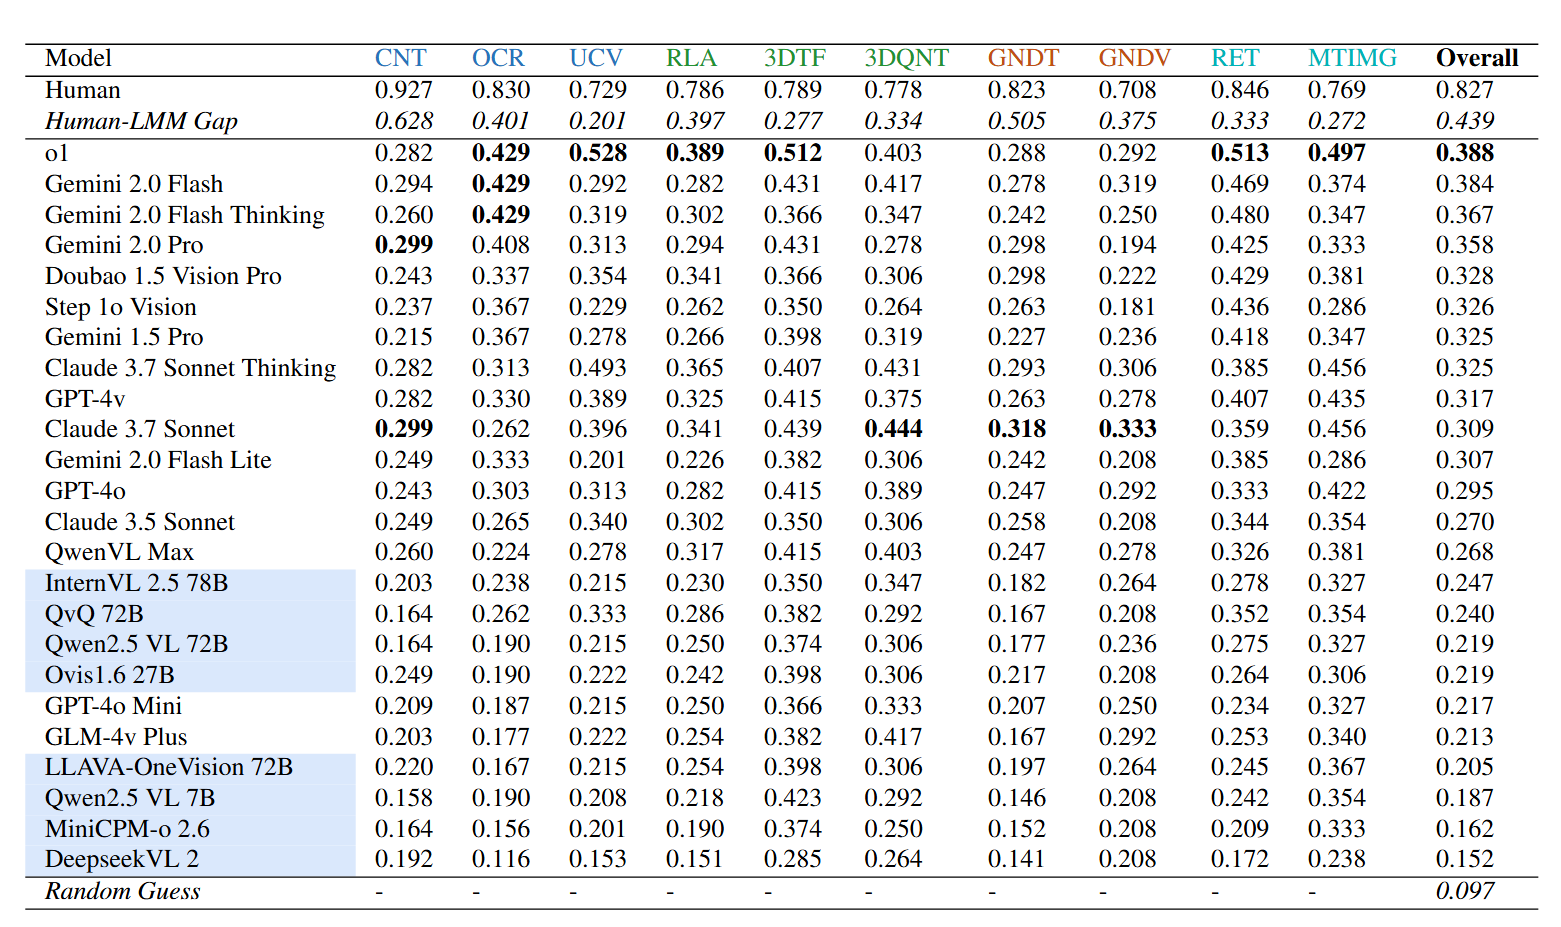 Model CNT OCR UCV RLA 3DTF 3DQNT GNDT GNDV RET MTIMG Overall
Human 0.927 0.830 0.729 0.786 0.789 0.778 0.823 0.708 0.846 0.769 0.827
Human-LMM Gap 0.628 0.401 0.201 0.397 0.277 0.334 0.505 0.375 0.333 0.272 0.439
o1 0.282 0.429 0.528 0.389 0.512 0.403 0.288 0.292 0.513 0.497 0.388
Gemini 2.0 Flash 0.294 0.429 0.292 0.282 0.431 0.417 0.278 0.319 0.469 0.374 0.384
Gemini 2.0 Flash Thinking 0.260 0.429 0.319 0.302 0.366 0.347 0.242 0.250 0.480 0.347 0.367
Gemini 2.0 Pro 0.299 0.408 0.313 0.294 0.431 0.278 0.298 0.194 0.425 0.333 0.358
Doubao 1.5 Vision Pro 0.243 0.337 0.354 0.341 0.366 0.306 0.298 0.222 0.429 0.381 0.328
Step 1o Vision 0.237 0.367 0.229 0.262 0.350 0.264 0.263 0.181 0.436 0.286 0.326
Gemini 1.5 Pro 0.215 0.367 0.278 0.266 0.398 0.319 0.227 0.236 0.418 0.347 0.325
Claude 3.7 Sonnet Thinking 0.282 0.313 0.493 0.365 0.407 0.431 0.293 0.306 0.385 0.456 0.325
GPT-4v 0.282 0.330 0.389 0.325 0.415 0.375 0.263 0.278 0.407 0.435 0.317
Claude 3.7 Sonnet 0.299 0.262 0.396 0.341 0.439 0.444 0.318 0.333 0.359 0.456 0.309
Gemini 2.0 Flash Lite 0.249 0.333 0.201 0.226 0.382 0.306 0.242 0.208 0.385 0.286 0.307
GPT-4o 0.243 0.303 0.313 0.282 0.415 0.389 0.247 0.292 0.333 0.422 0.295
Claude 3.5 Sonnet 0.249 0.265 0.340 0.302 0.350 0.306 0.258 0.208 0.344 0.354 0.270
QwenVL Max 0.260 0.224 0.278 0.317 0.415 0.403 0.247 0.278 0.326 0.381 0.268
InternVL 2.5 78B 0.203 0.238 0.215 0.230 0.350 0.347 0.182 0.264 0.278 0.327 0.247
QvQ 72B 0.164 0.262 0.333 0.286 0.382 0.292 0.167 0.208 0.352 0.354 0.240
Qwen2.5 VL 72B 0.164 0.190 0.215 0.250 0.374 0.306 0.177 0.236 0.275 0.327 0.219
Ovis1.6 27B 0.249 0.190 0.222 0.242 0.398 0.306 0.217 0.208 0.264 0.306 0.219
GPT-4o Mini 0.209 0.187 0.215 0.250 0.366 0.333 0.207 0.250 0.234 0.327 0.217
GLM-4v Plus 0.203 0.177 0.222 0.254 0.382 0.417 0.167 0.292 0.253 0.340 0.213
LLAVA-OneVision 72B 0.220 0.167 0.215 0.254 0.398 0.306 0.197 0.264 0.245 0.367 0.205
Qwen2.5 VL 7B 0.158 0.190 0.208 0.218 0.423 0.292 0.146 0.208 0.242 0.354 0.187
MiniCPM-o 2.6 0.164 0.156 0.201 0.190 0.374 0.250 0.152 0.208 0.209 0.333 0.162
DeepseekVL 2 0.192 0.116 0.153 0.151 0.285 0.264 0.141 0.208 0.172 0.238 0.152
Random Guess - - - - - - - - - - 0.097